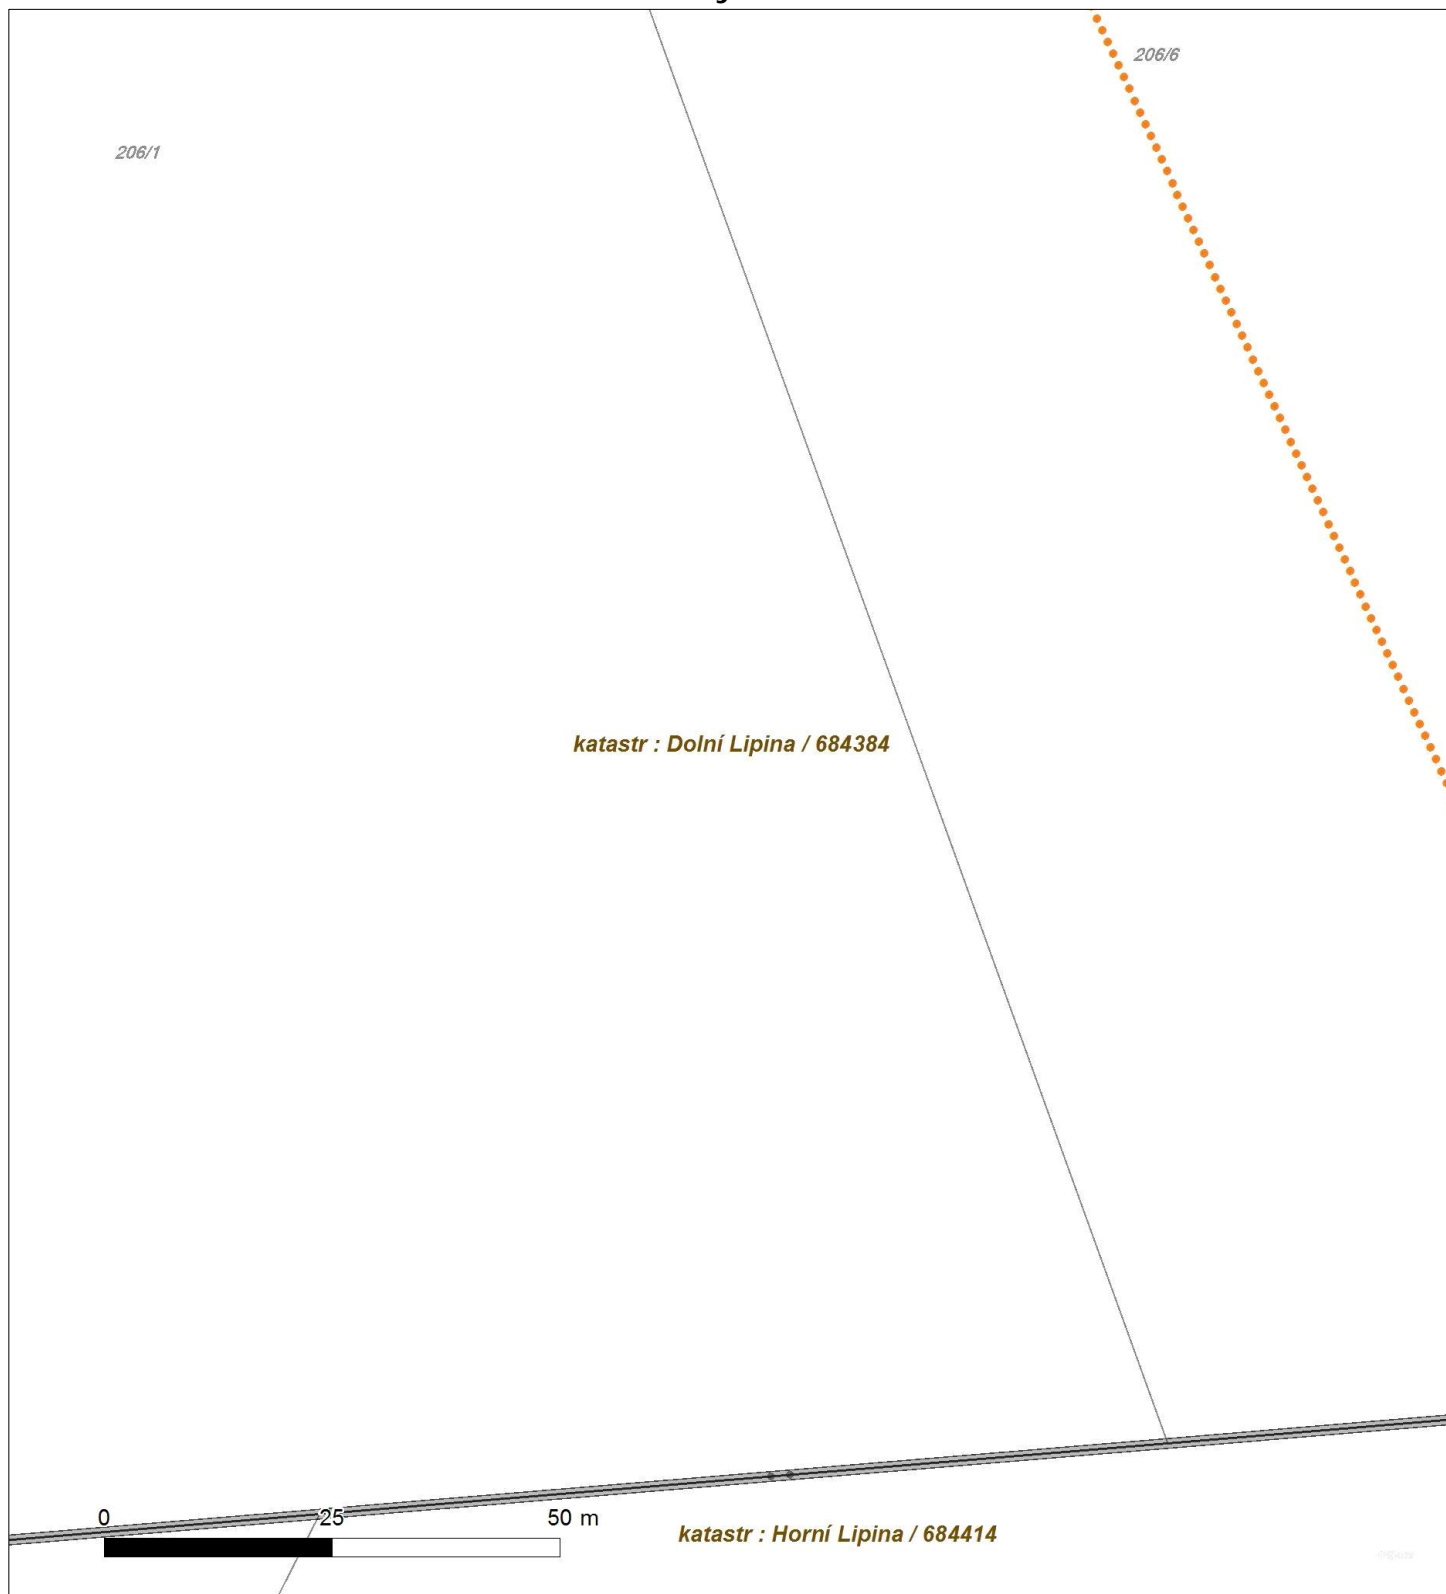 206/6
206/1
katastr : Dolní Lipina / 684384
0 25 50 m
katastr : Horní Lipina / 684414